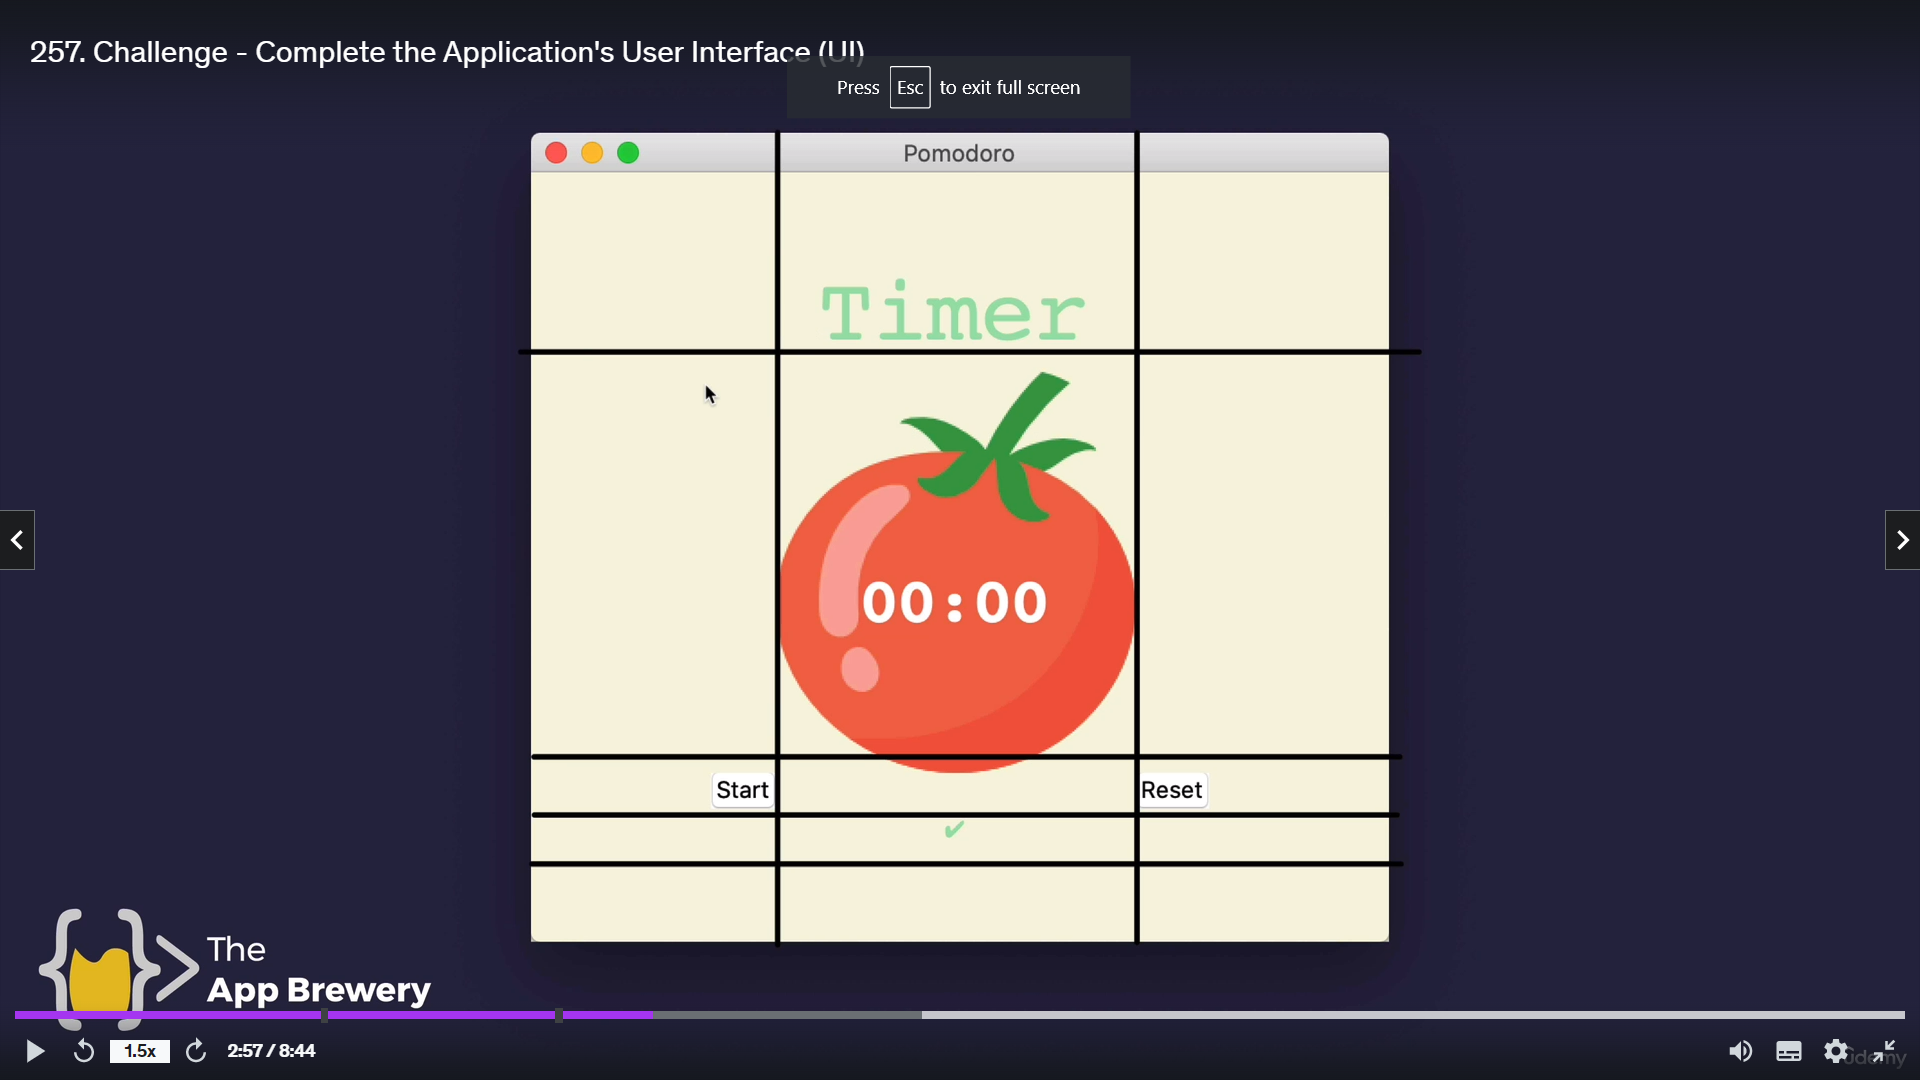 257. Challenge - Complete the Application's User Interface (UI)
Press Esc to exit full screen
Pomodoro
Timer
00:00
Start
Reset
✔
The
App Brewery
1.5x
2:57 / 8:44
udemy